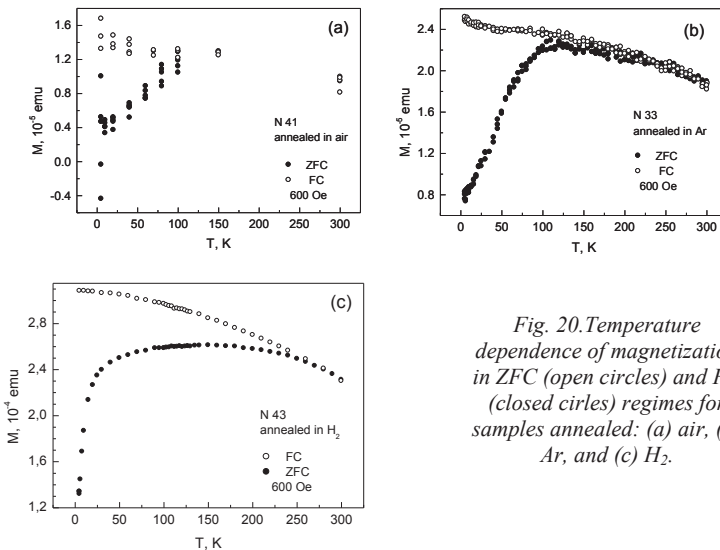 (a)
1.6
1.2
0.8
0.4
0.0
-0.4
M, 10⁻⁵ emu
N 41
annealed in air
● ZFC
○ FC
600 Oe
0 50 100 150 200 250 300
T, K
(b)
2.4
2.0
1.6
1.2
0.8
M, 10⁻⁵ emu
N 33
annealed in Ar
● ZFC
○ FC
600 Oe
0 50 100 150 200 250 300
T, K
(c)
2,8
2,4
2,0
1,6
1,2
M, 10⁻⁴ emu
N 43
annealed in H₂
○ FC
● ZFC
600 Oe
0 50 100 150 200 250 300
T, K
Fig. 20.Temperature
dependence of
in ZFC (open circles) and
(closed cirles) regimes
samples annealed: (a) air,
Ar, and (c) H₂.